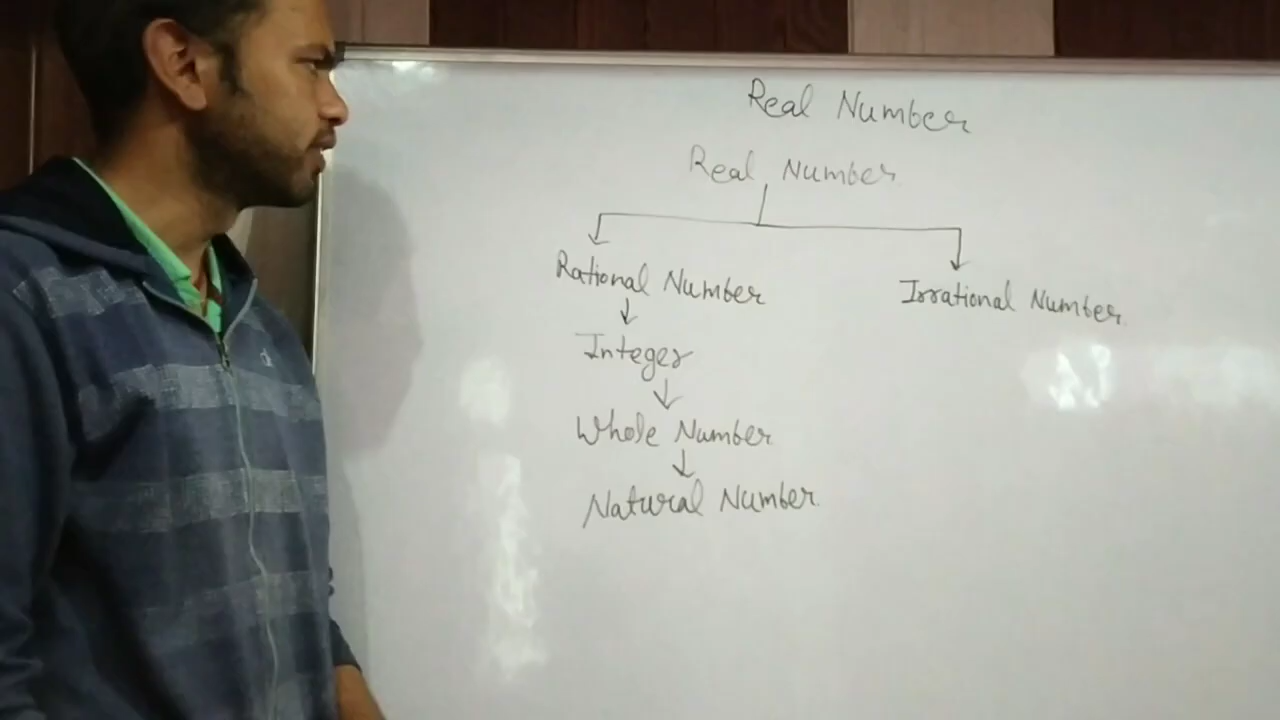 Real Number
Real Number
Rational Number
Irrational Number
Integer
Whole Number
Natural Number